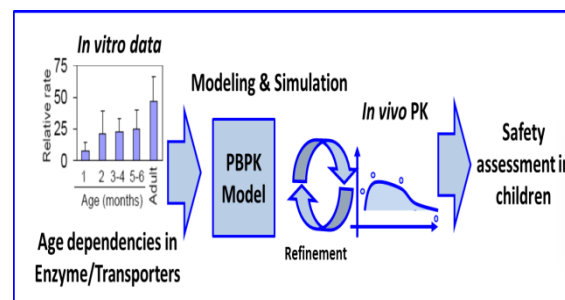 In vitro data
75
50
25
0
Relative rate
1 2 3-4 5-6 Adult
Age (months)
Age dependencies in
Enzyme/Transporters
Modeling & Simulation
PBPK
Model
Refinement
In vivo PK
Safety
assessment in
children